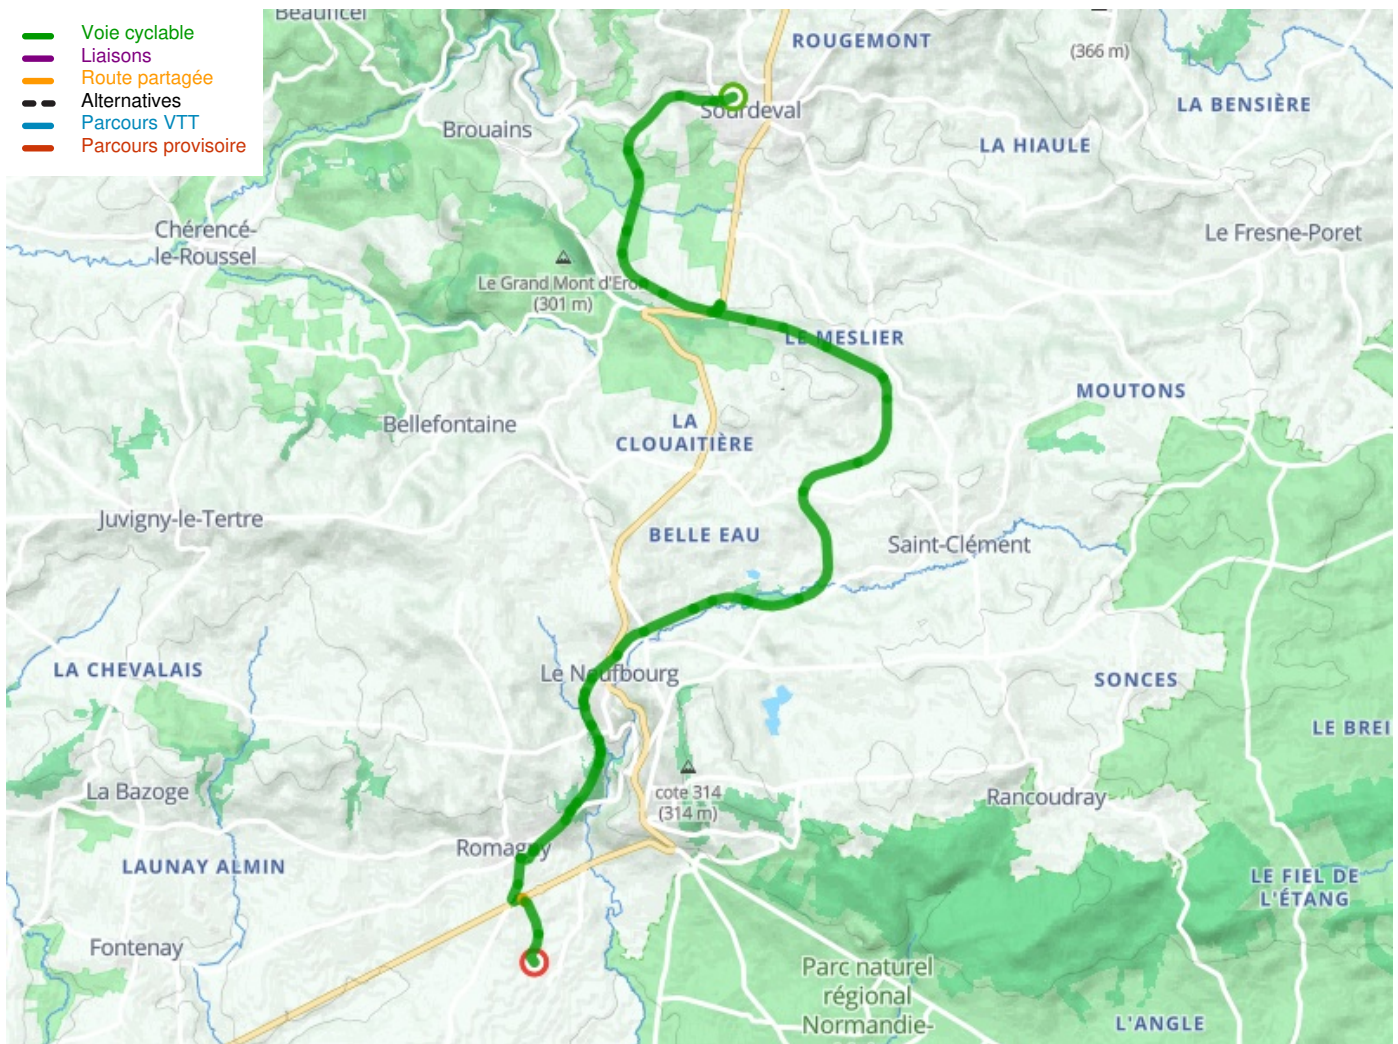 Voie cyclable
Liaisons
Route partagée
Alternatives
Parcours VTT
Parcours provisoire
Beauficel
ROUGEMONT
(366 m)
LA BENSIÈRE
Sourdeval
Brouains
LA HIAULE
Chérencé-
le-Roussel
Le Fresne-Poret
Le Grand Mont d'Ero
(301 m)
LE MESLIER
MOUTONS
LA
CLOUAITIÈRE
Bellefontaine
Juvigny-le-Tertre
BELLE EAU
Saint-Clément
LA CHEVALAIS
Le Neufbourg
SONCES
LE BREI
La Bazoge
cote 314
(314 m)
Rancoudray
Romagny
LAUNAY ALMIN
LE FIEL DE
L'ÉTANG
Fontenay
Parc naturel
régional
Normandie-
L'ANGLE